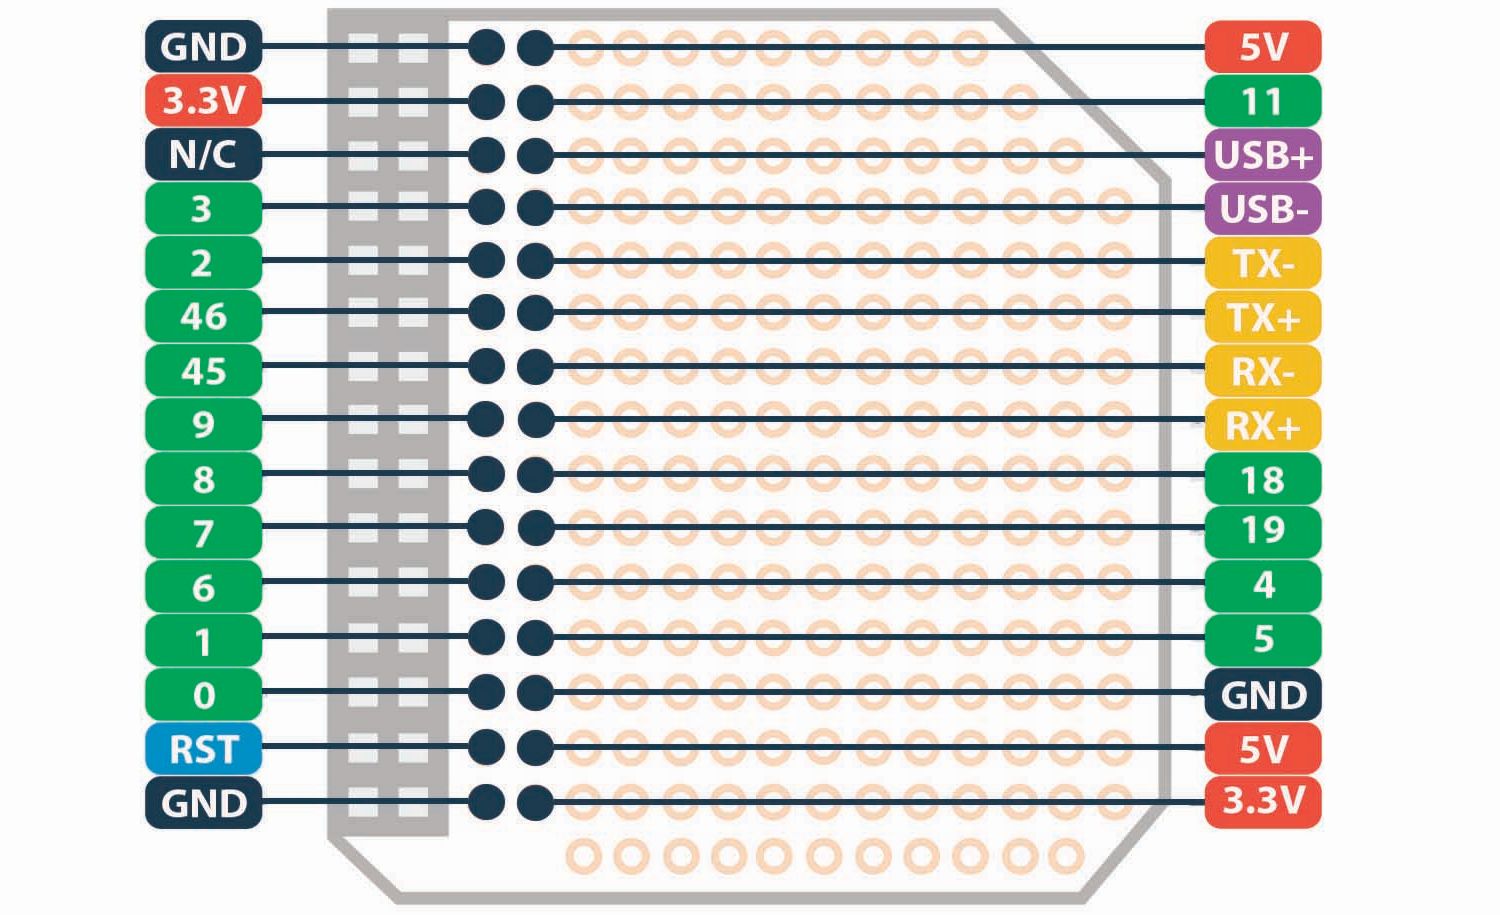 GND 5V
3.3V 11
N/C USB+
3 USB-
2 TX-
46 TX+
45 RX-
9 RX+
8 18
7 19
6 4
1 5
0 GND
RST 5V
GND 3.3V